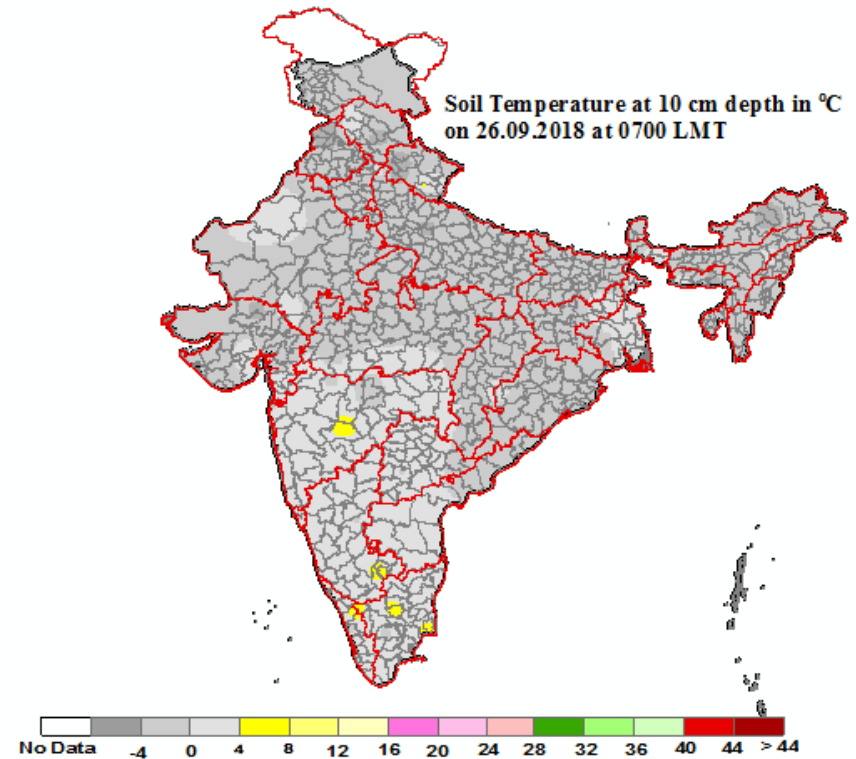 Soil Temperature at 10 cm depth in ⁰C
on 26.09.2018 at 0700 LMT
No Data -4 0 4 8 12 16 20 24 28 32 36 40 44 > 44